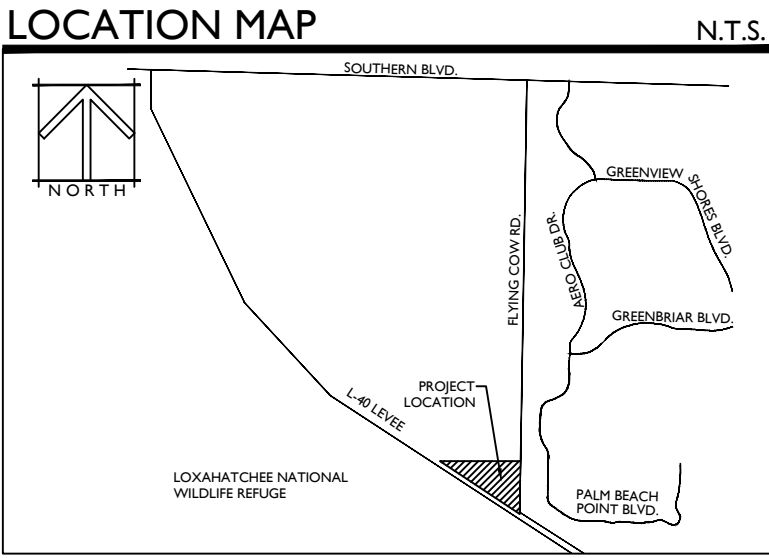 LOCATION MAP
N.T.S.
SOUTHERN BLVD.
NORTH
GREENVIEW
SHORES BLVD.
FLYING COW RD.
AERO CLUB DR.
GREENBRIAR BLVD.
PROJECT
LOCATION
L-40 LEVEE
LOXAHATCHEE NATIONAL
WILDLIFE REFUGE
PALM BEACH
POINT BLVD.